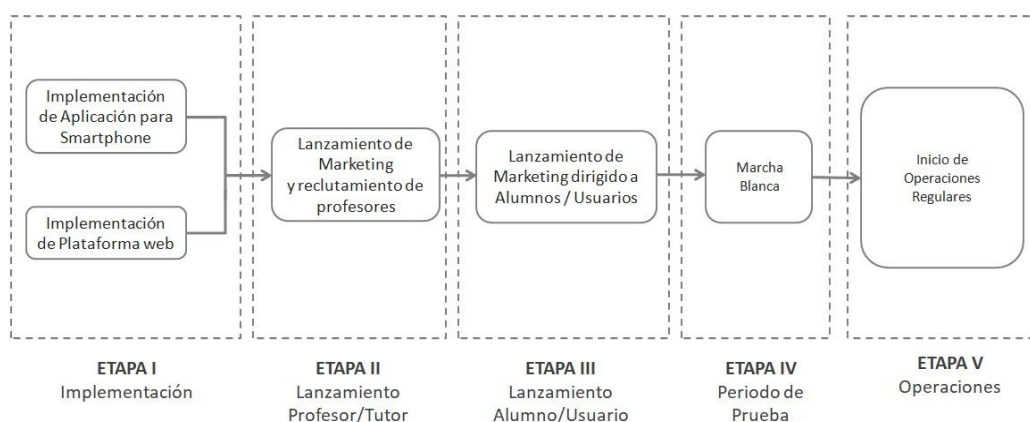 Implementación
de Aplicación para
Smartphone
Implementación
de Plataforma web
Lanzamiento de
Marketing
y reclutamiento de
profesores
Lanzamiento de
Marketing dirigido a
Alumnos / Usuarios
Marcha
Blanca
Inicio de
Operaciones
Regulares
ETAPA I
Implementación
ETAPA II
Lanzamiento
Profesor/Tutor
ETAPA III
Lanzamiento
Alumno/Usuario
ETAPA IV
Periodo de
Prueba
ETAPA V
Operaciones